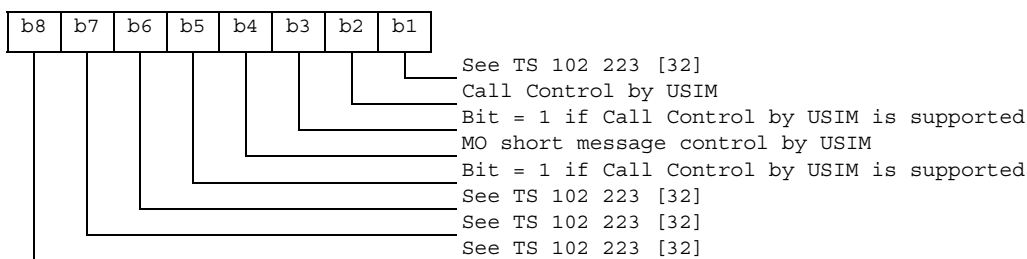 b8 b7 b6 b5 b4 b3 b2 b1
See TS 102 223 [32]
Call Control by USIM
Bit = 1 if Call Control by USIM is supported
MO short message control by USIM
Bit = 1 if Call Control by USIM is supported
See TS 102 223 [32]
See TS 102 223 [32]
See TS 102 223 [32]